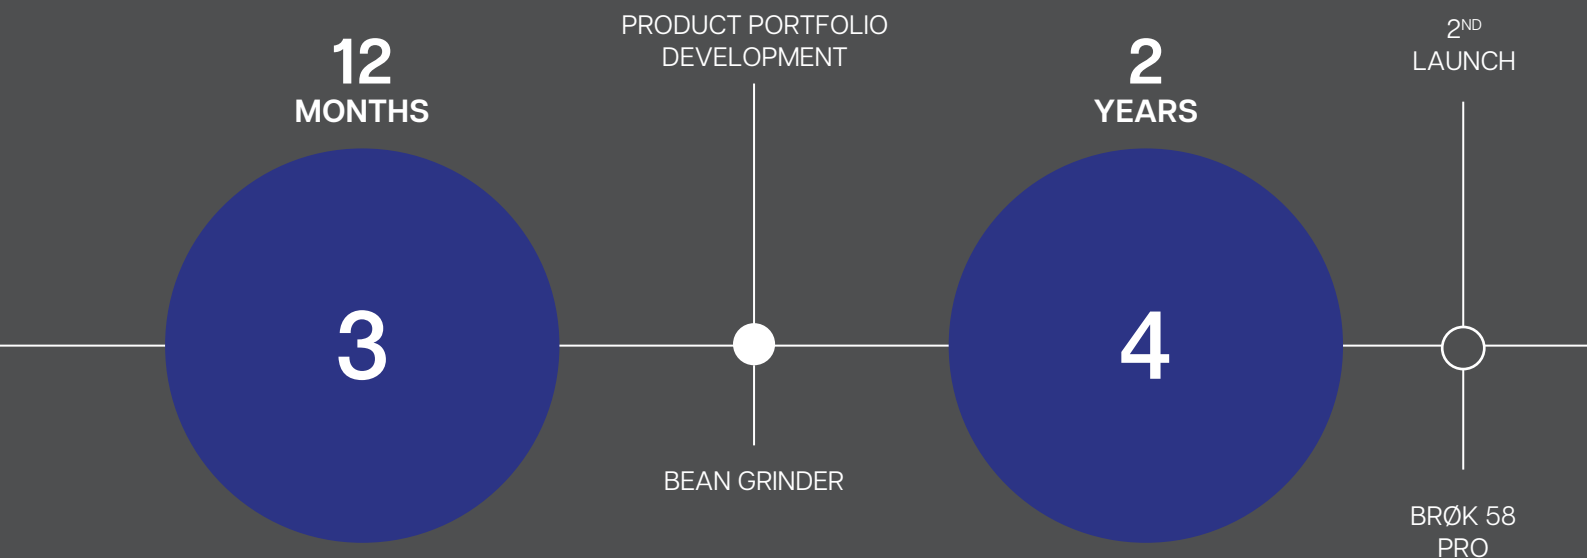 12
MONTHS
3
PRODUCT PORTFOLIO
DEVELOPMENT
BEAN GRINDER
2
YEARS
4
2ND
LAUNCH
BRØK 58
PRO